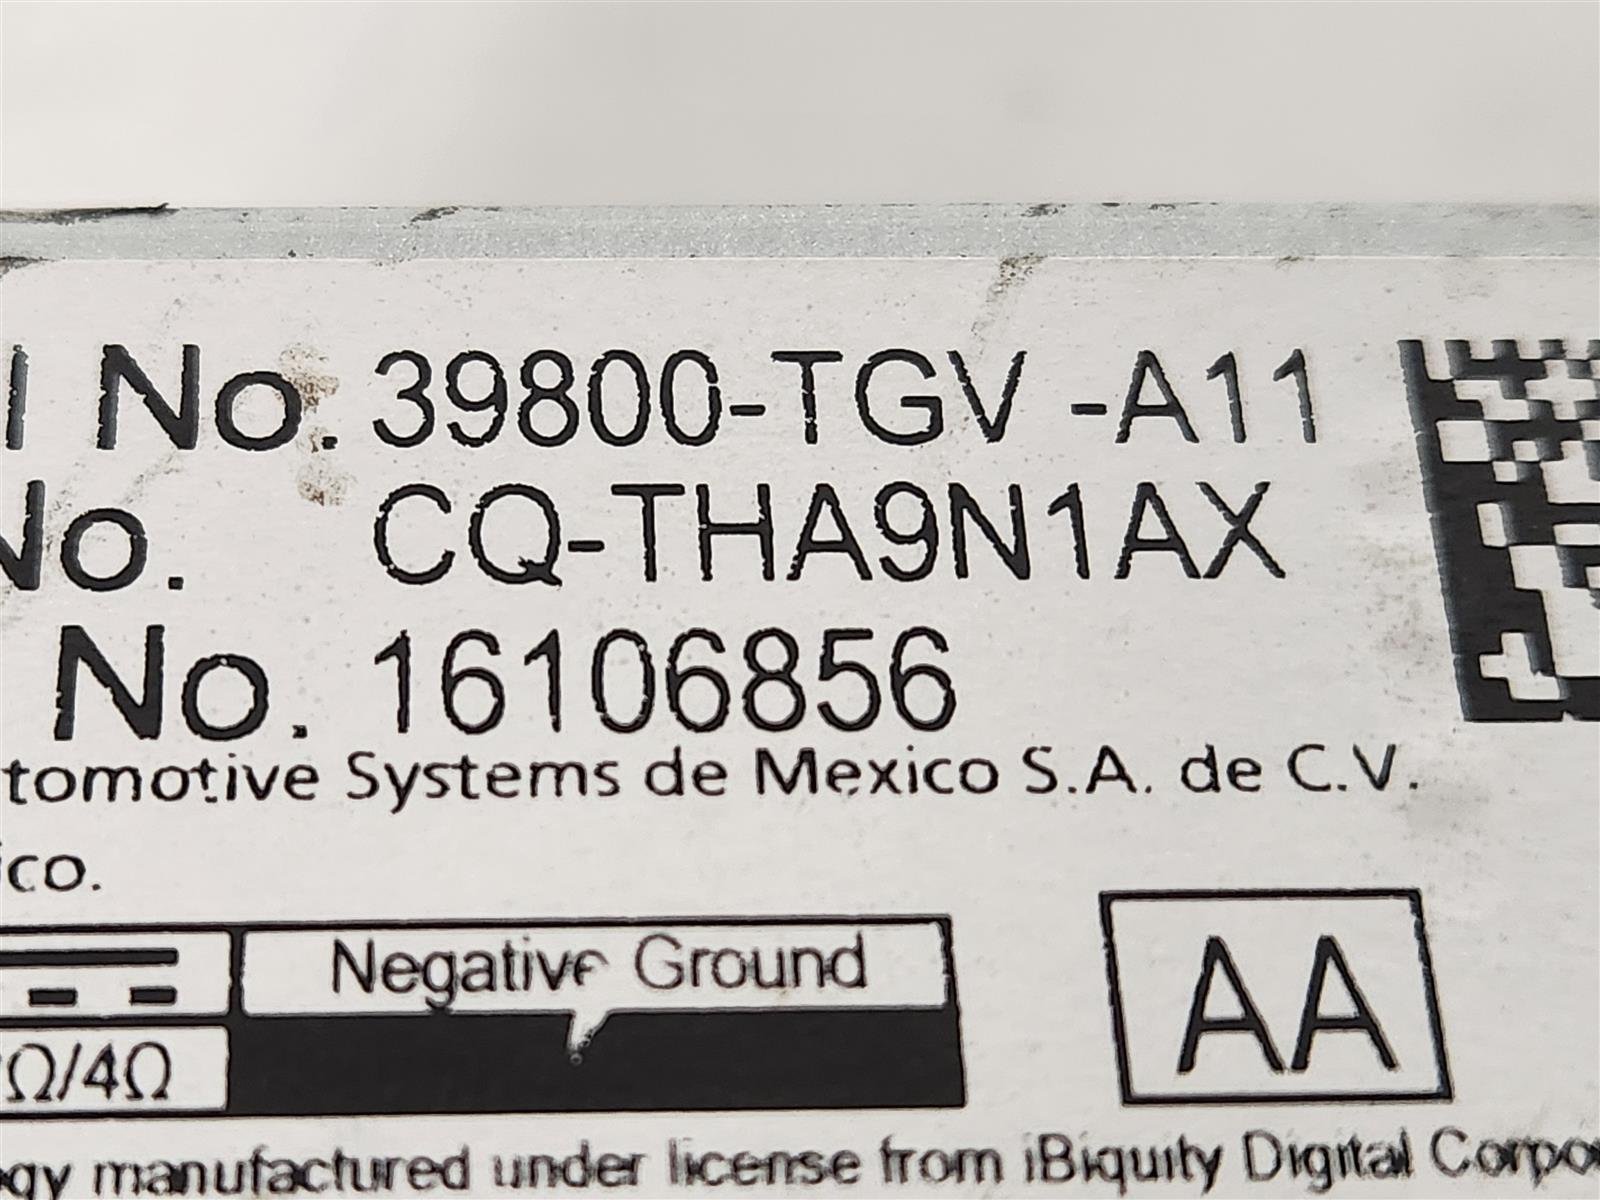 l No. 39800-TGV -A11
No. CQ-THA9N1AX
No. 16106856
tomotive Systems de Mexico S.A. de C.V.
ico.
Negative Ground
Ω/4Ω
AA
gy manufactured under license from iBiquity Digital Corpo